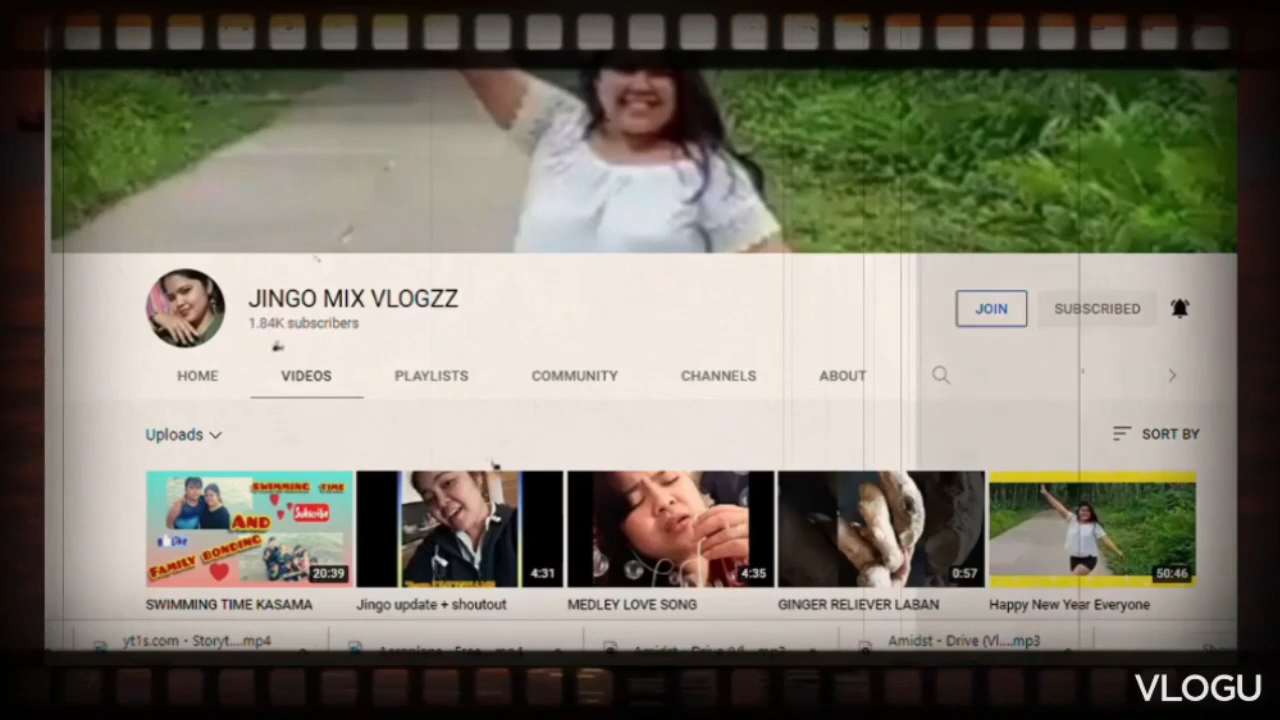 JINGO MIX VLOGZZ
1.84K subscribers
JOIN
SUBSCRIBED
HOME
VIDEOS
PLAYLISTS
COMMUNITY
CHANNELS
ABOUT
Uploads
SORT BY
SWIMMING TIME
AND
Subscribe
Like
FAMILY BONDING
20:39
4:31
4:35
0:57
50:46
SWIMMING TIME KASAMA
Jingo update + shoutout
MEDLEY LOVE SONG
GINGER RELIEVER LABAN
Happy New Year Everyone
yt1s.com - Storyt....mp4
Amidst - Drive (Vl....mp3
VLOGU